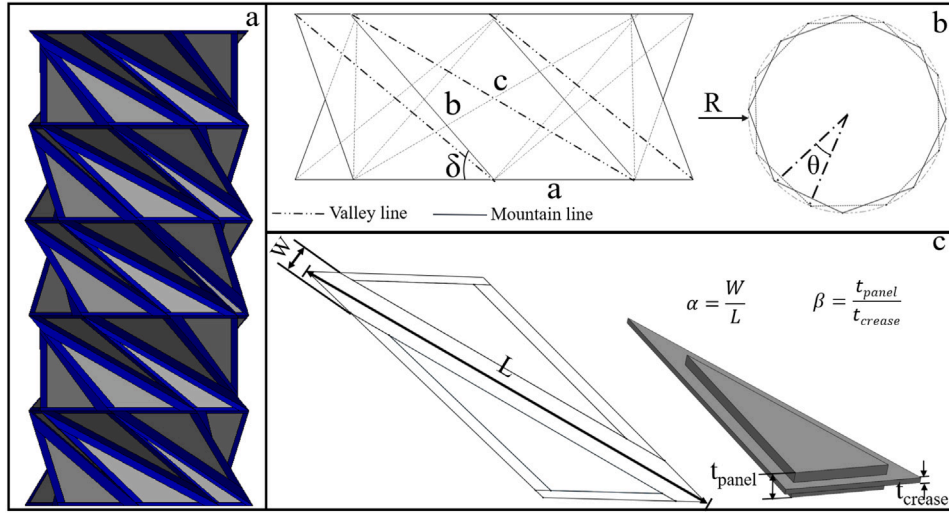 a
b
c
δ
a
Valley line
Mountain line
b
R
θ
c
W
L
α = W/L
β = t_panel/t_crease
t_panel
t_crease